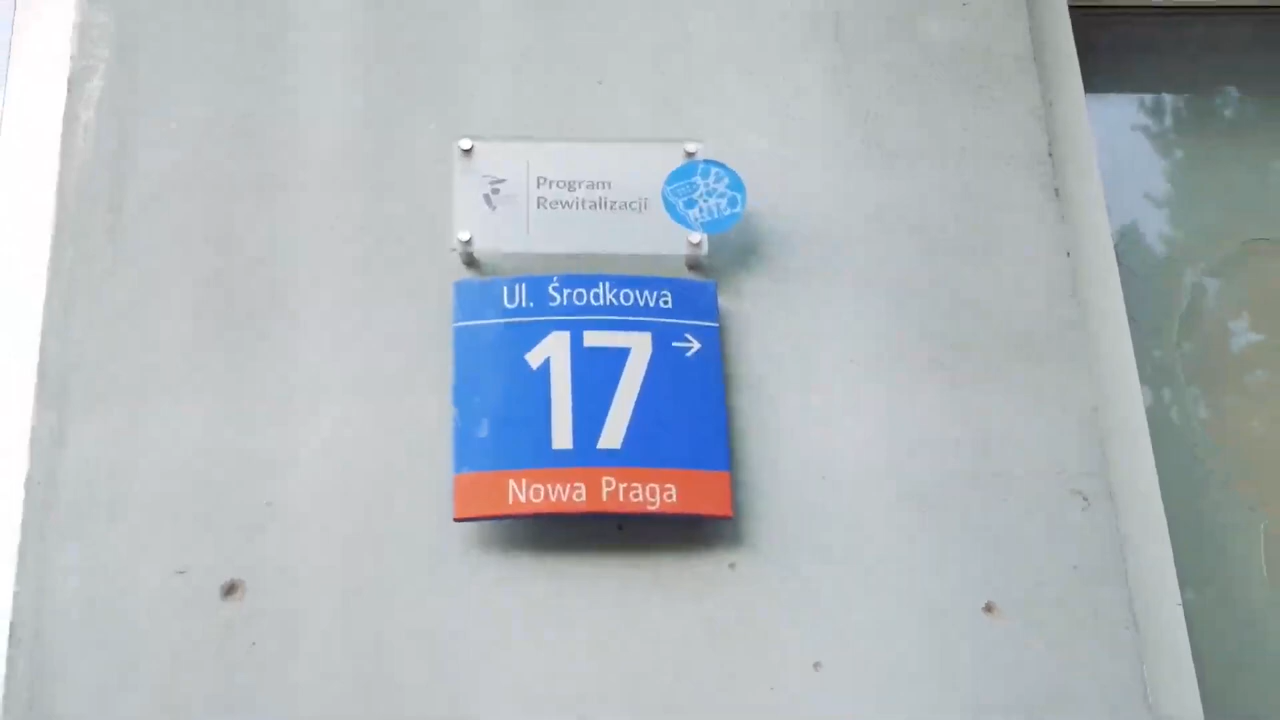 Program
Rewitalizacji
Ul. Środkowa
17 →
Nowa Praga